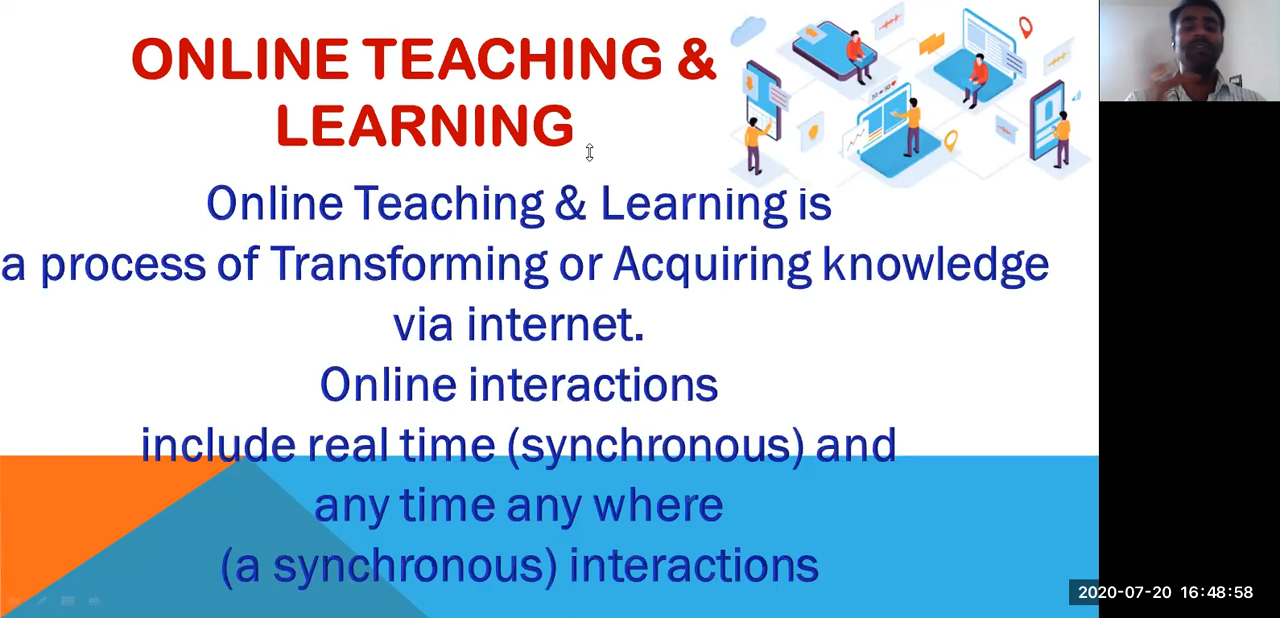 ONLINE TEACHING &
LEARNING
Online Teaching & Learning is
a process of Transforming or Acquiring knowledge
via internet.
Online interactions
include real time (synchronous) and
any time any where
(a synchronous) interactions
2020-07-20 16:48:58